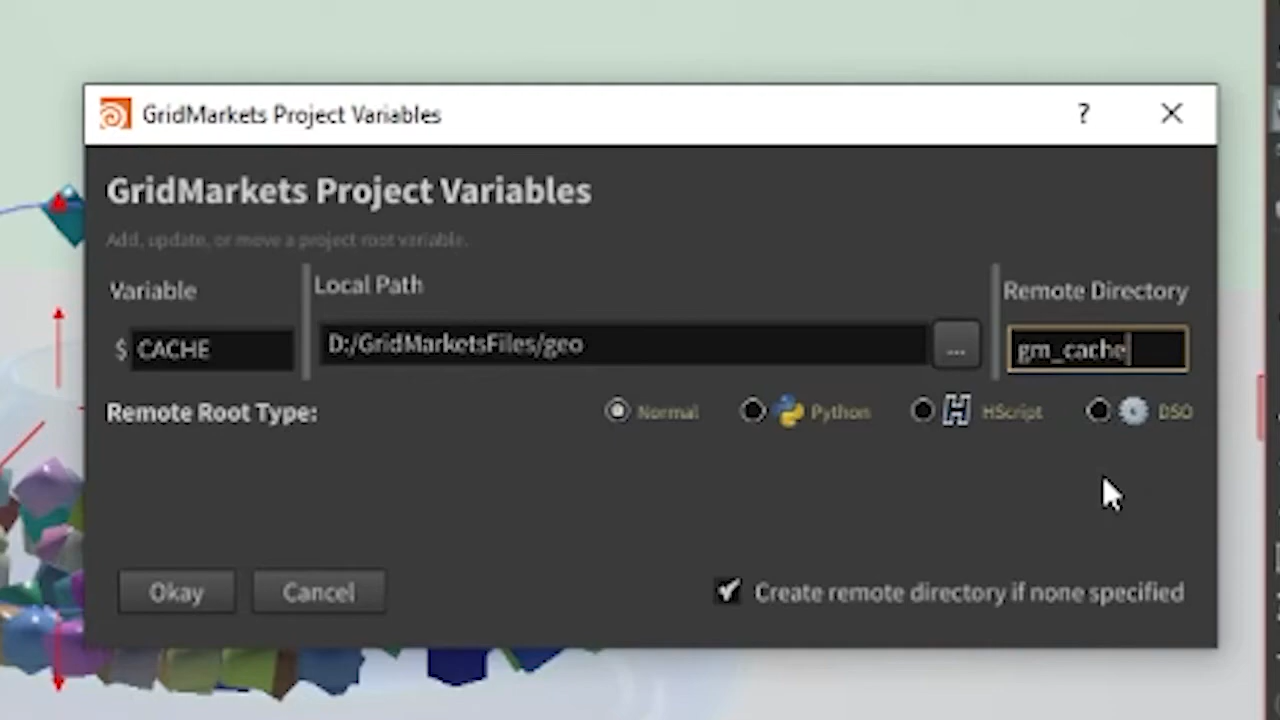 GridMarkets Project Variables
?
GridMarkets Project Variables
Add, update, or move a project root variable.
Variable
Local Path
Remote Directory
$ CACHE
D:/GridMarketsFiles/geo
...
gm_cache
Remote Root Type:
Normal
Python
HScript
DSO
Okay
Cancel
Create remote directory if none specified